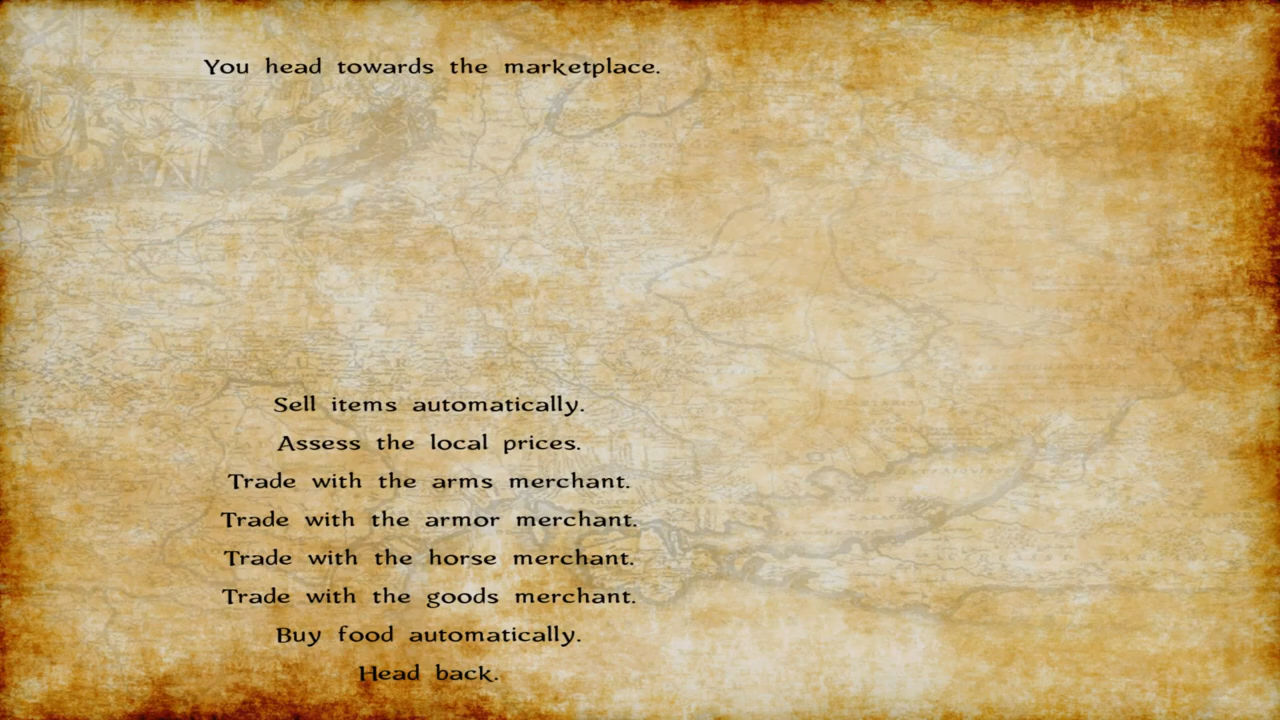 You head towards the marketplace.
Sell items automatically.
Assess the local prices.
Trade with the arms merchant.
Trade with the armor merchant.
Trade with the horse merchant.
Trade with the goods merchant.
Buy food automatically.
Head back.